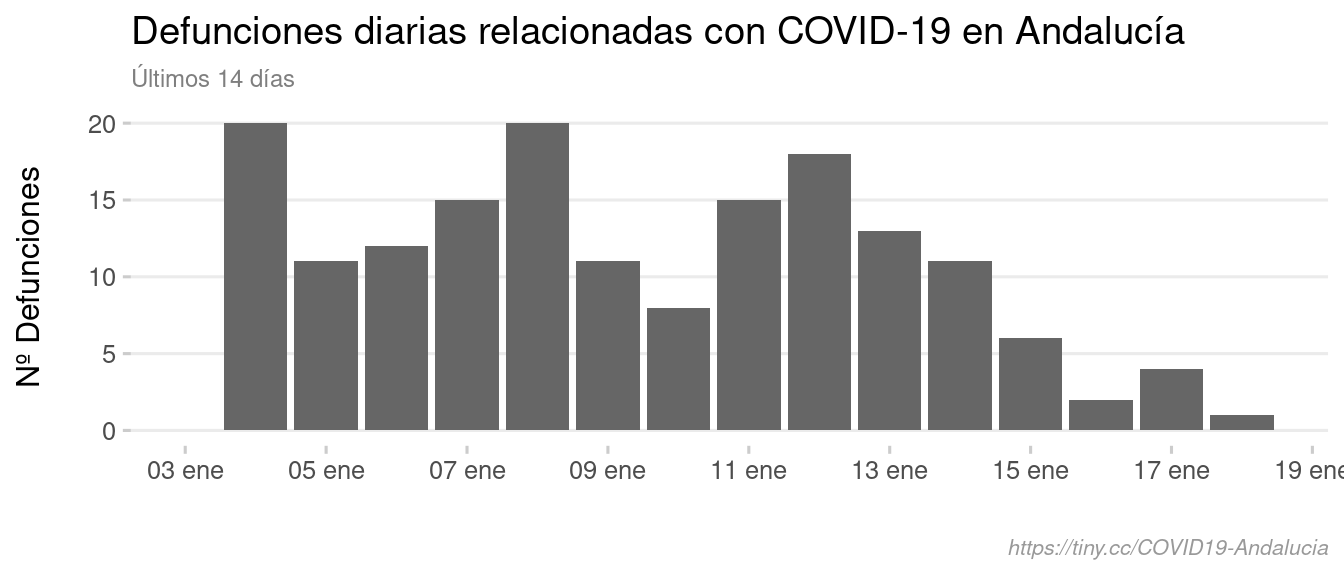 Defunciones diarias relacionadas con COVID-19 en Andalucía
Últimos 14 días
Nº Defunciones
20
15
10
5
0
03 ene 05 ene 07 ene 09 ene 11 ene 13 ene 15 ene 17 ene 19 ene
https://tiny.cc/COVID19-Andalucia